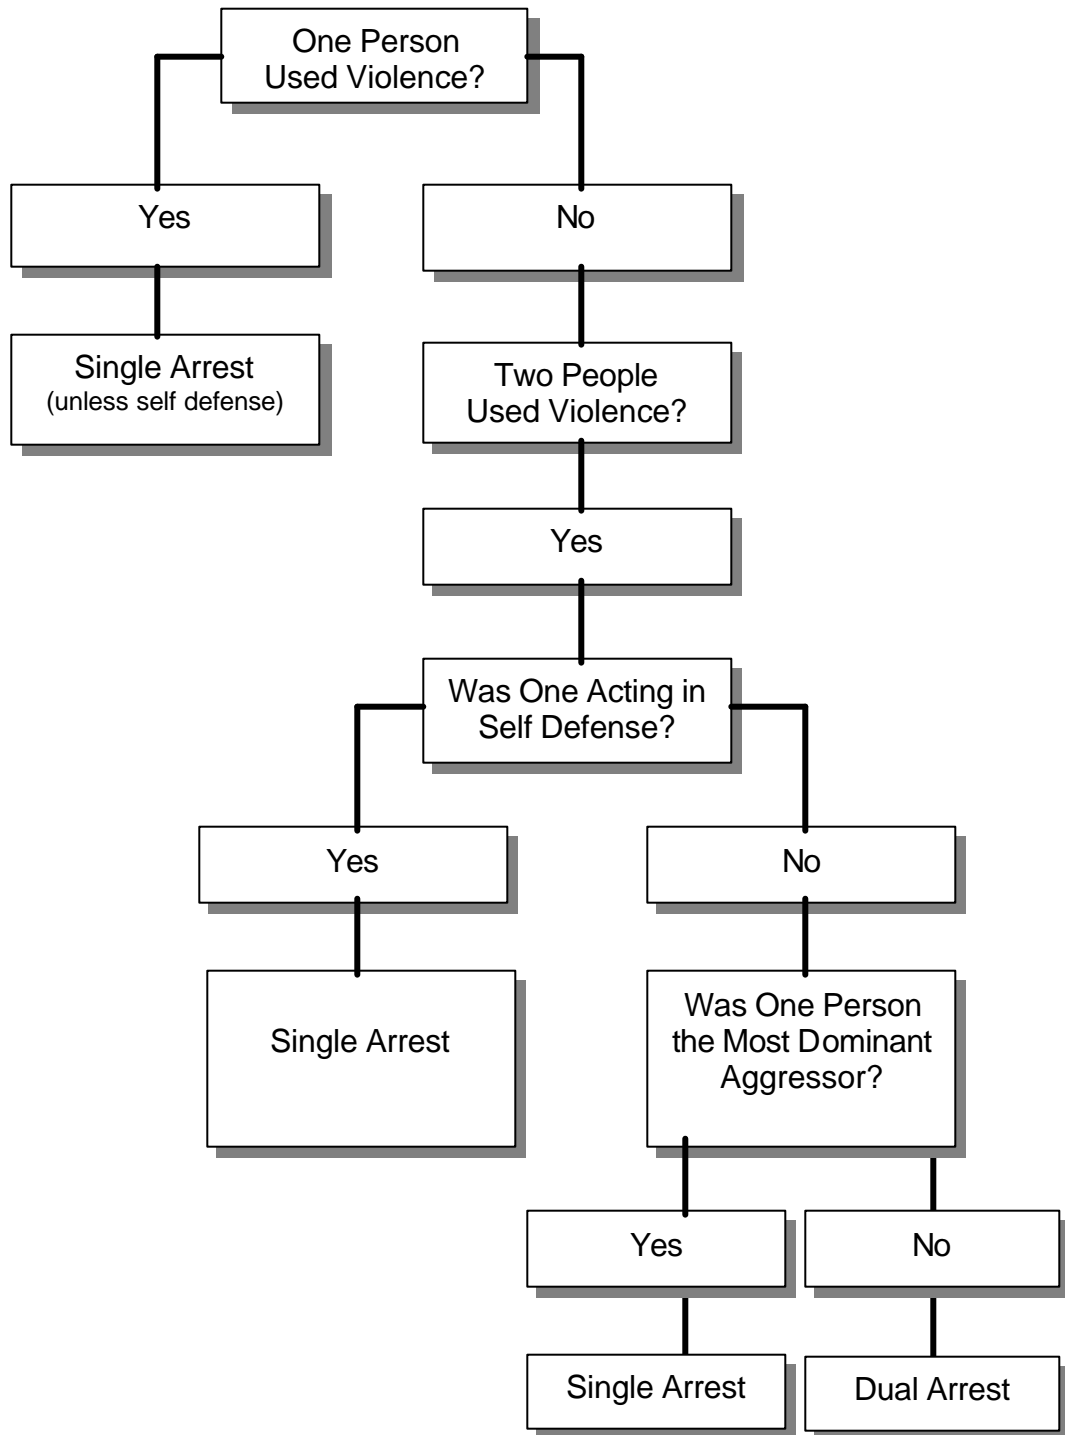 One Person
Used Violence?
Yes
No
Single Arrest
(unless self defense)
Two People
Used Violence?
Yes
Was One Acting in
Self Defense?
Yes
No
Single Arrest
Was One Person
the Most Dominant
Aggressor?
Yes
No
Single Arrest
Dual Arrest